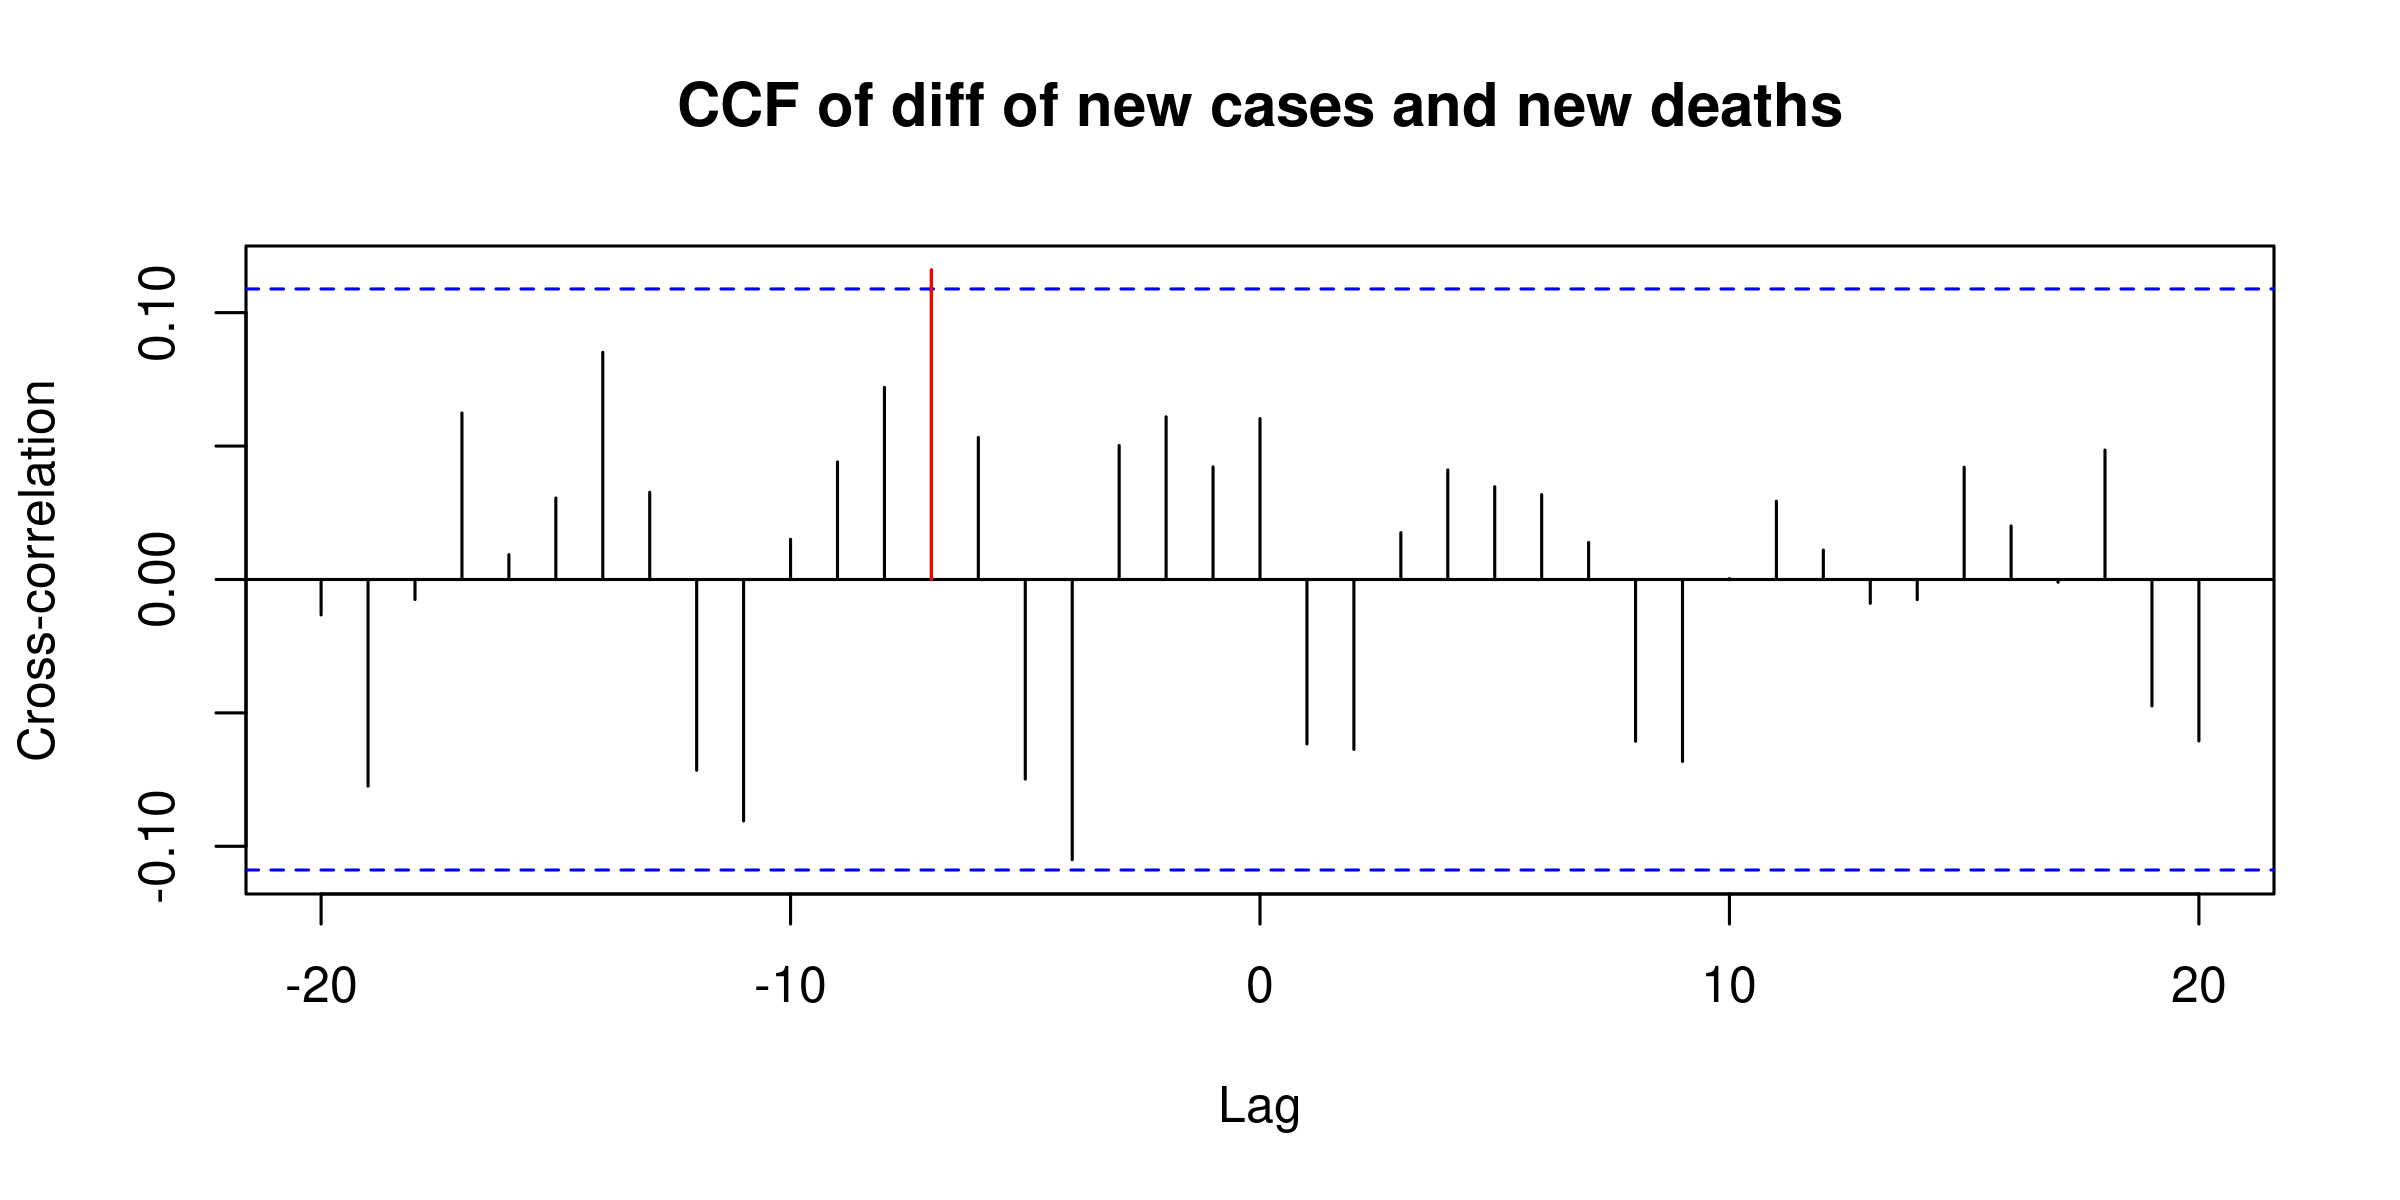 CCF of diff of new cases and new deaths
Cross-correlation
0.10
0.00
-0.10
-20 -10 0 10 20
Lag